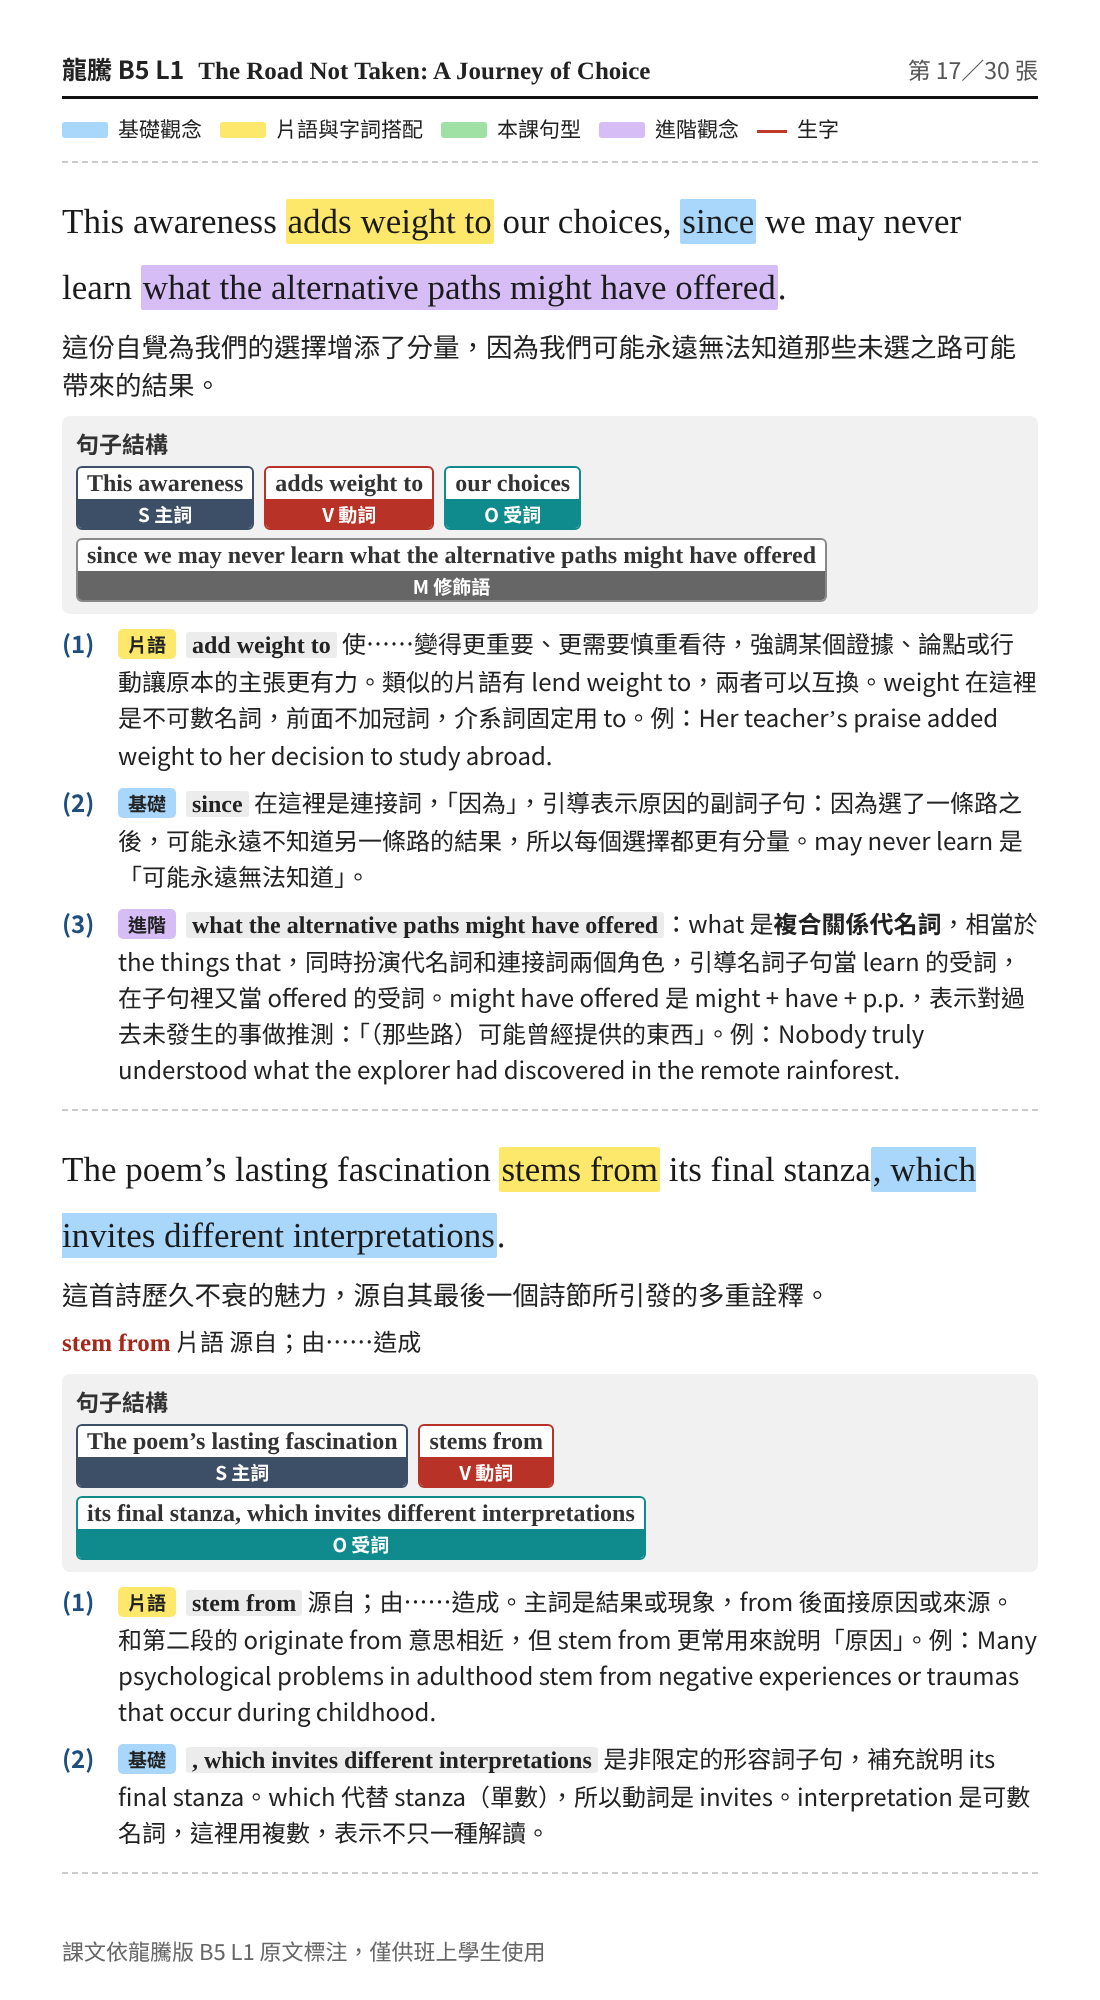 龍騰 B5 L1 The Road Not Taken: A Journey of Choice 第 17／30 張
基礎觀念 片語與字詞搭配 本課句型 進階觀念 生字
This awareness adds weight to our choices, since we may never
learn what the alternative paths might have offered.
這份自覺為我們的選擇增添了分量，因為我們可能永遠無法知道那些未選之路可能
帶來的結果。
句子結構
This awareness adds weight to our choices
S 主詞 V 動詞 O 受詞
since we may never learn what the alternative paths might have offered
M 修飾語
(1) 片語 add weight to 使⋯⋯變得更重要、更需要慎重看待，強調某個證據、論點或行
動讓原本的主張更有力。類似的片語有 lend weight to，兩者可以互換。weight 在這裡
是不可數名詞，前面不加冠詞，介系詞固定用 to。例：Her teacher’s praise added
weight to her decision to study abroad.
(2) 基礎 since 在這裡是連接詞，「因為」，引導表示原因的副詞子句：因為選了一條路之
後，可能永遠不知道另一條路的結果，所以每個選擇都更有分量。may never learn 是
「可能永遠無法知道」。
(3) 進階 what the alternative paths might have offered：what 是複合關係代名詞，相當於
the things that，同時扮演代名詞和連接詞兩個角色，引導名詞子句當 learn 的受詞，
在子句裡又當 offered 的受詞。might have offered 是 might + have + p.p.，表示對過
去未發生的事做推測：「（那些路）可能曾經提供的東西」。例：Nobody truly
understood what the explorer had discovered in the remote rainforest.
The poem’s lasting fascination stems from its final stanza, which
invites different interpretations.
這首詩歷久不衰的魅力，源自其最後一個詩節所引發的多重詮釋。
stem from 片語 源自；由⋯⋯造成
句子結構
The poem’s lasting fascination stems from
S 主詞 V 動詞
its final stanza, which invites different interpretations
O 受詞
(1) 片語 stem from 源自；由⋯⋯造成。主詞是結果或現象，from 後面接原因或來源。
和第二段的 originate from 意思相近，但 stem from 更常用來說明「原因」。例：Many
psychological problems in adulthood stem from negative experiences or traumas
that occur during childhood.
(2) 基礎 , which invites different interpretations 是非限定的形容詞子句，補充說明 its
final stanza。which 代替 stanza（單數），所以動詞是 invites。interpretation 是可數
名詞，這裡用複數，表示不只一種解讀。
課文依龍騰版 B5 L1 原文標注，僅供班上學生使用